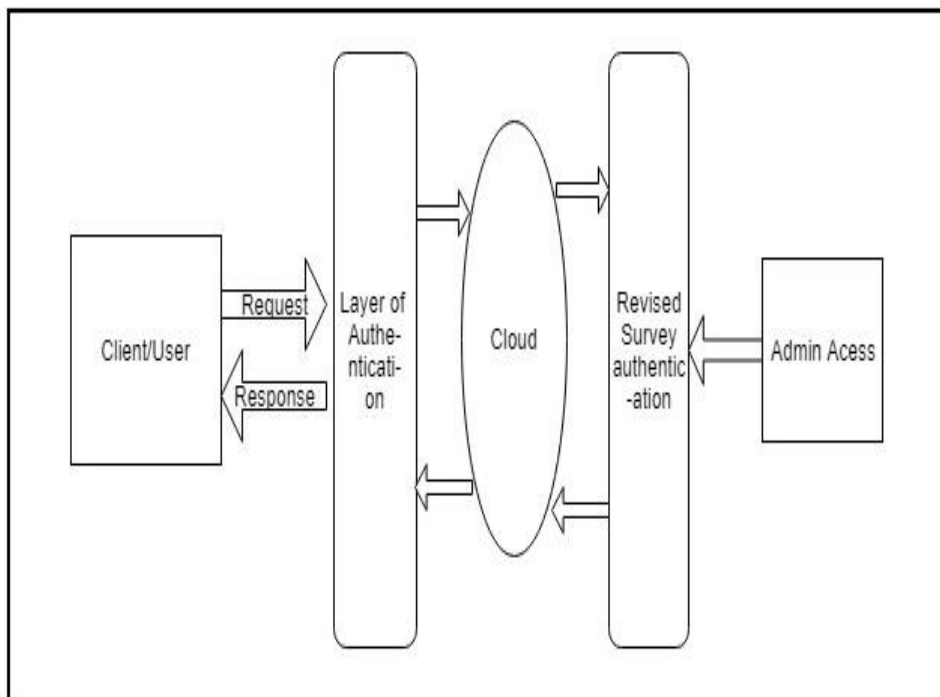 Client/User
Request
Response
Layer of
Authe-
nticati-
on
Cloud
Revised
Survey
authentic
-ation
Admin Acess